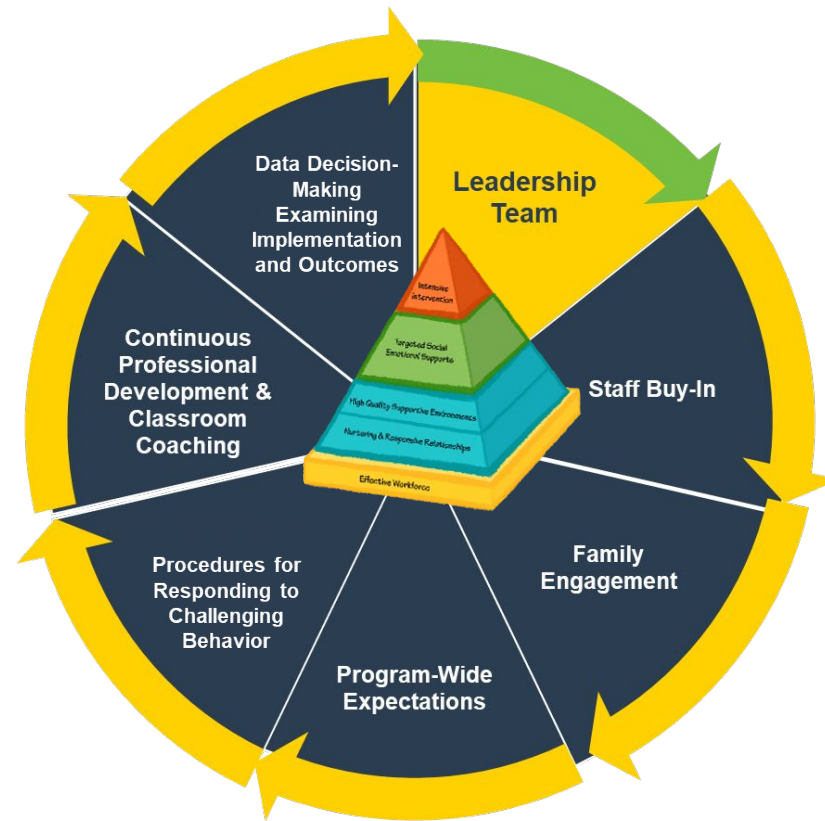 Leadership
Team
Staff Buy-In
Family
Engagement
Program-Wide
Expectations
Procedures for
Responding to
Challenging
Behavior
Continuous
Professional
Development &
Classroom
Coaching
Data Decision-
Making
Examining
Implementation
and Outcomes
Intensive
Intervention
Targeted Social
Emotional Supports
High Quality Supportive Environments
Nurturing & Responsive Relationships
Effective Workforce